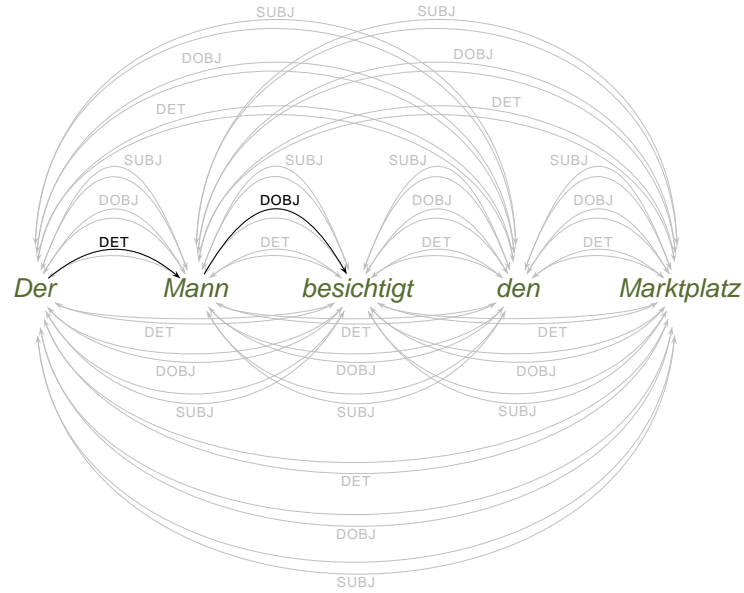 SUBJ SUBJ
DOBJ DOBJ
DET DET
SUBJ SUBJ SUBJ SUBJ
DOBJ DOBJ DOBJ DOBJ
DET DET DET DET
Der Mann besichtigt den Marktplatz
DET DET DET
DOBJ DOBJ DOBJ
SUBJ SUBJ SUBJ
DET
DOBJ
SUBJ